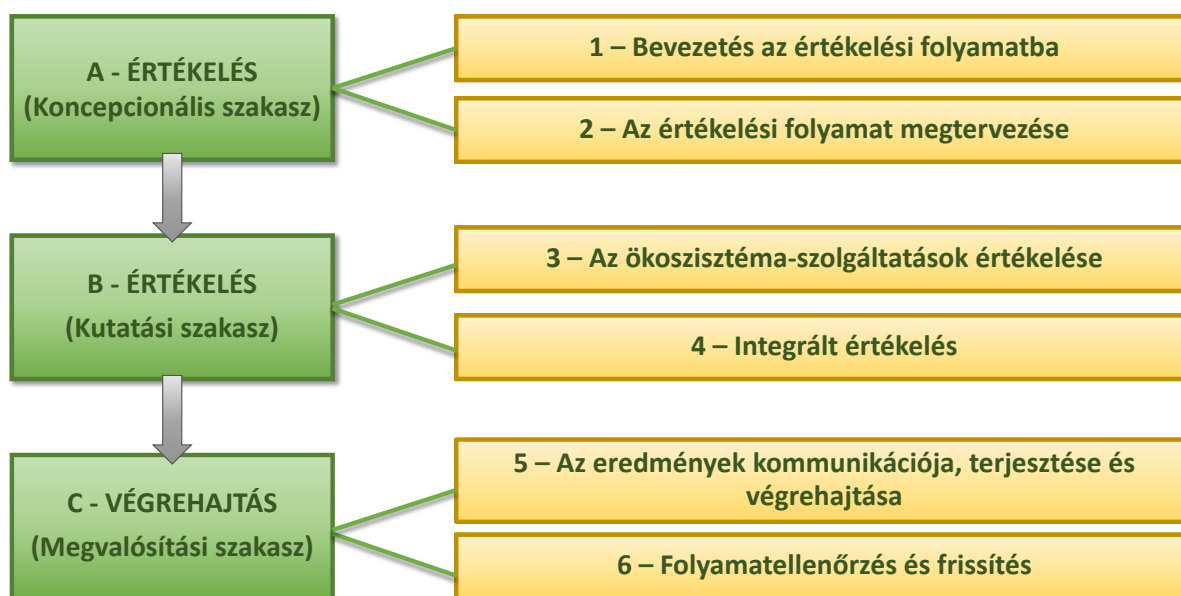 A - ÉRTÉKELÉS
(Koncepcionális szakasz)
1 – Bevezetés az értékelési folyamatba
2 – Az értékelési folyamat megtervezése
B - ÉRTÉKELÉS
(Kutatási szakasz)
3 – Az ökoszisztéma-szolgáltatások értékelése
4 – Integrált értékelés
C - VÉGREHAJTÁS
(Megvalósítási szakasz)
5 – Az eredmények kommunikációja, terjesztése és
végrehajtása
6 – Folyamatellenőrzés és frissítés